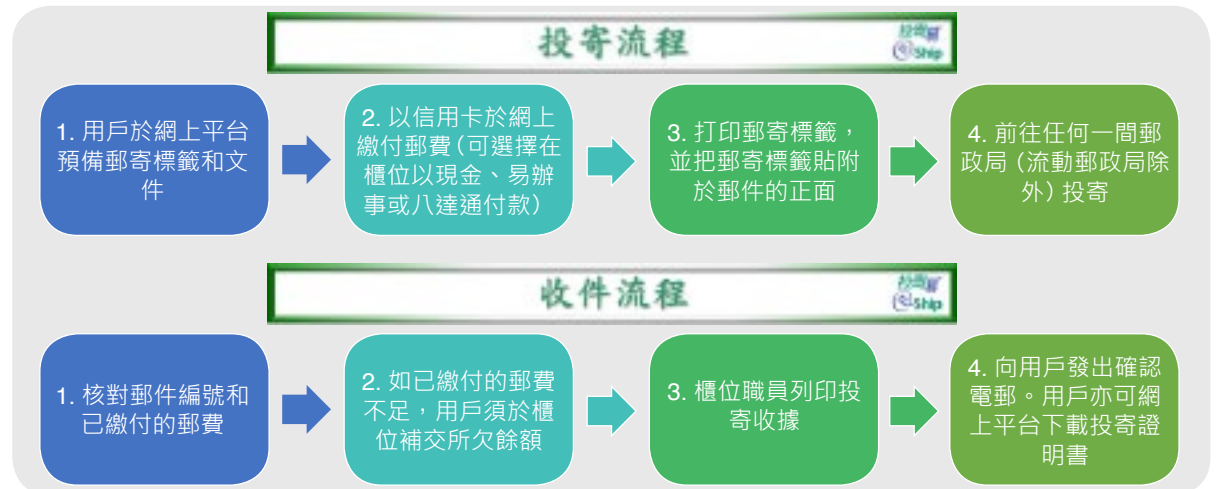 投寄流程
投寄易
Ship
1. 用戶於網上平台
預備郵寄標籤和文
件
2. 以信用卡於網上
繳付郵費（可選擇在
櫃位以現金、易辦
事或八達通付款）
3. 打印郵寄標籤，
並把郵寄標籤貼附
於郵件的正面
4. 前往任何一間郵
政局（流動郵政局除
外）投寄
收件流程
投寄易
Ship
1. 核對郵件編號和
已繳付的郵費
2. 如已繳付的郵費
不足，用戶須於櫃
位補交所欠餘額
3. 櫃位職員列印投
寄收據
4. 向用戶發出確認
電郵。用戶亦可網
上平台下載投寄證
明書